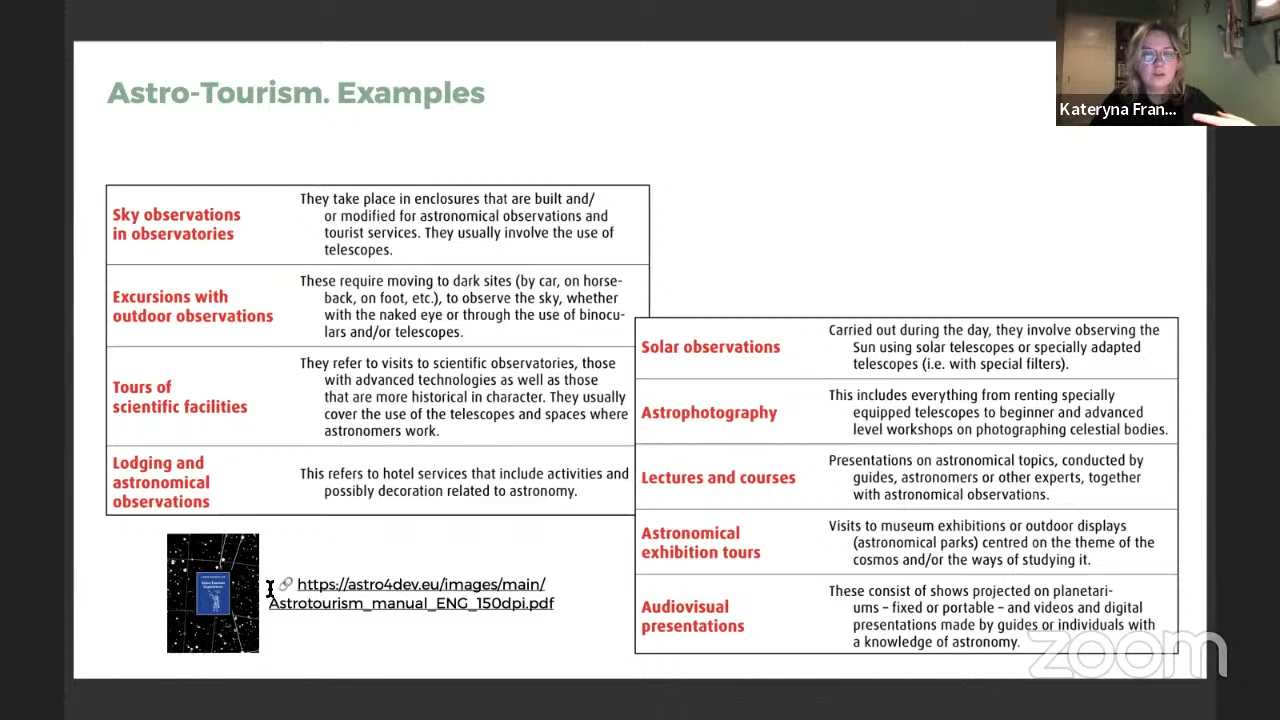 Astro-Tourism. Examples
Kateryna Fran...
Sky observations
in observatories
They take place in enclosures that are built and/
or modified for astronomical observations and
tourist services. They usually involve the use of
telescopes.
Excursions with
outdoor observations
These require moving to dark sites (by car, on horse-
back, on foot, etc.), to observe the sky, whether
with the naked eye or through the use of binocu-
lars and/or telescopes.
Tours of
scientific facilities
They refer to visits to scientific observatories, those
with advanced technologies as well as those
that are more historical in character. They usually
cover the use of the telescopes and spaces where
astronomers work.
Lodging and
astronomical
observations
This refers to hotel services that include activities and
possibly decoration related to astronomy.
Solar observations
Carried out during the day, they involve observing the
Sun using solar telescopes or specially adapted
telescopes (i.e. with special filters).
Astrophotography
This includes everything from renting specially
equipped telescopes to beginner and advanced
level workshops on photographing celestial bodies.
Lectures and courses
Presentations on astronomical topics, conducted by
guides, astronomers or other experts, together
with astronomical observations.
Astronomical
exhibition tours
Visits to museum exhibitions or outdoor displays
(astronomical parks) centred on the theme of the
cosmos and/or the ways of studying it.
Audiovisual
presentations
These consist of shows projected on planetari-
ums – fixed or portable – and videos and digital
presentations made by guides or individuals with
a knowledge of astronomy.
https://astro4dev.eu/images/main/
Astrotourism_manual_ENG_150dpi.pdf
zoom